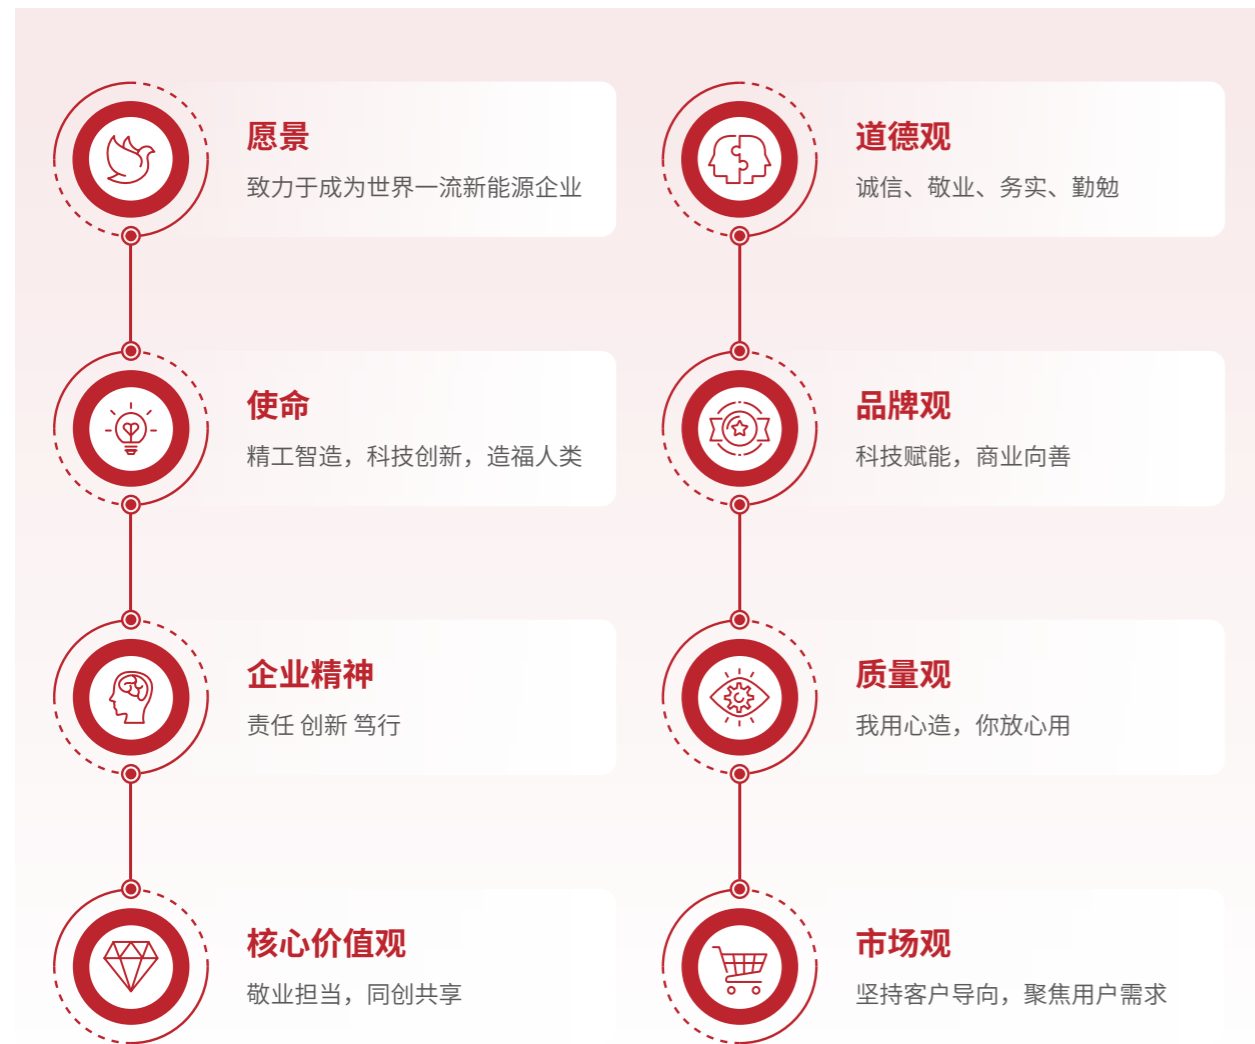 愿景
致力于成为世界一流新能源企业
使命
精工智造，科技创新，造福人类
企业精神
责任 创新 笃行
核心价值观
敬业担当，同创共享
道德观
诚信、敬业、务实、勤勉
品牌观
科技赋能，商业向善
质量观
我用心造，你放心用
市场观
坚持客户导向，聚焦用户需求